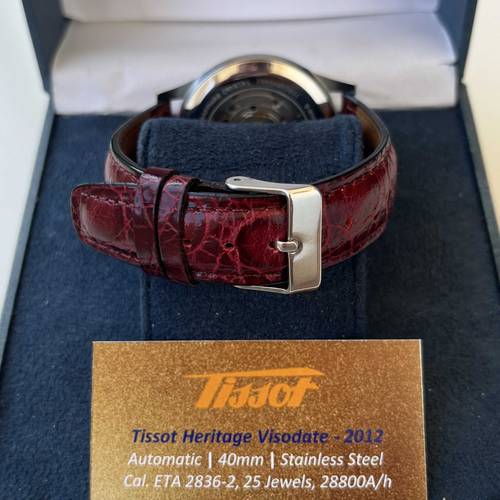 Tissot
Tissot Heritage Visodate - 2012
Automatic | 40mm | Stainless Steel
Cal. ETA 2836-2, 25 Jewels, 28800A/h